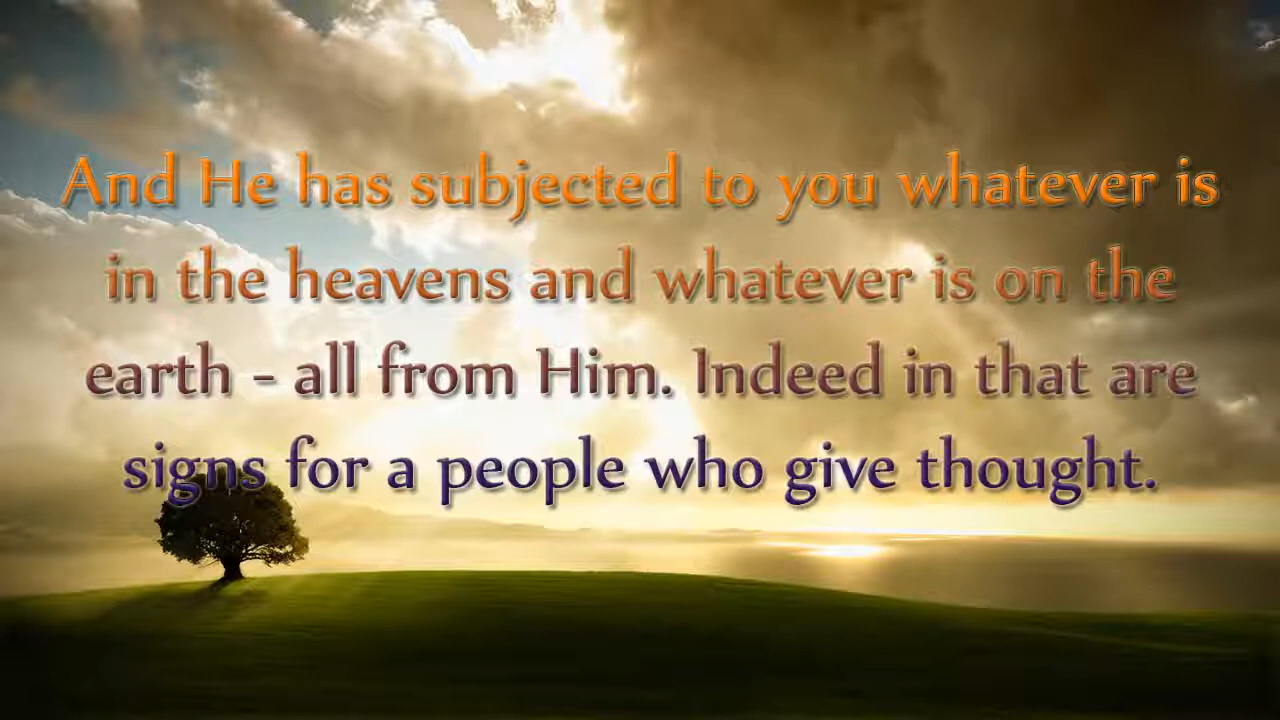 And He has subjected to you whatever is
in the heavens and whatever is on the
earth - all from Him. Indeed in that are
signs for a people who give thought.